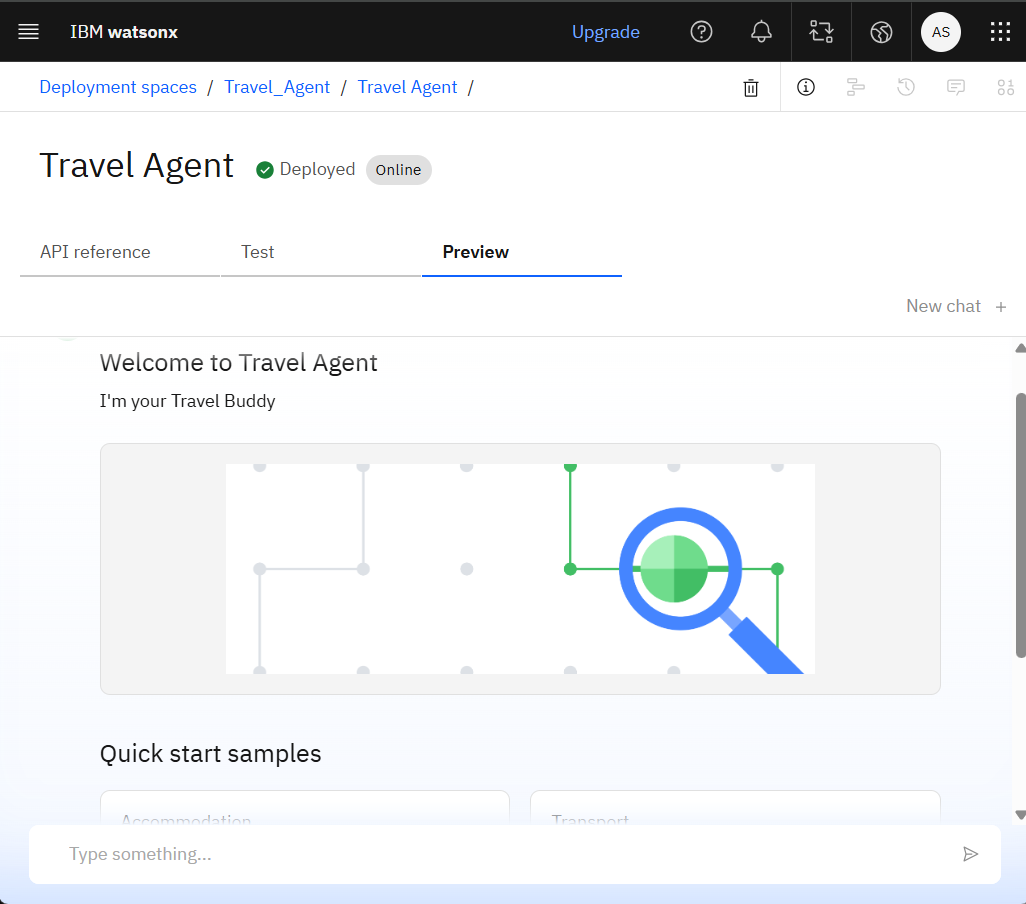 IBM watsonx
Upgrade
AS
Deployment spaces / Travel_Agent / Travel Agent /
Travel Agent
Deployed
Online
API reference
Test
Preview
New chat +
Welcome to Travel Agent
I'm your Travel Buddy
Quick start samples
Accommodation
Transport
Type something...